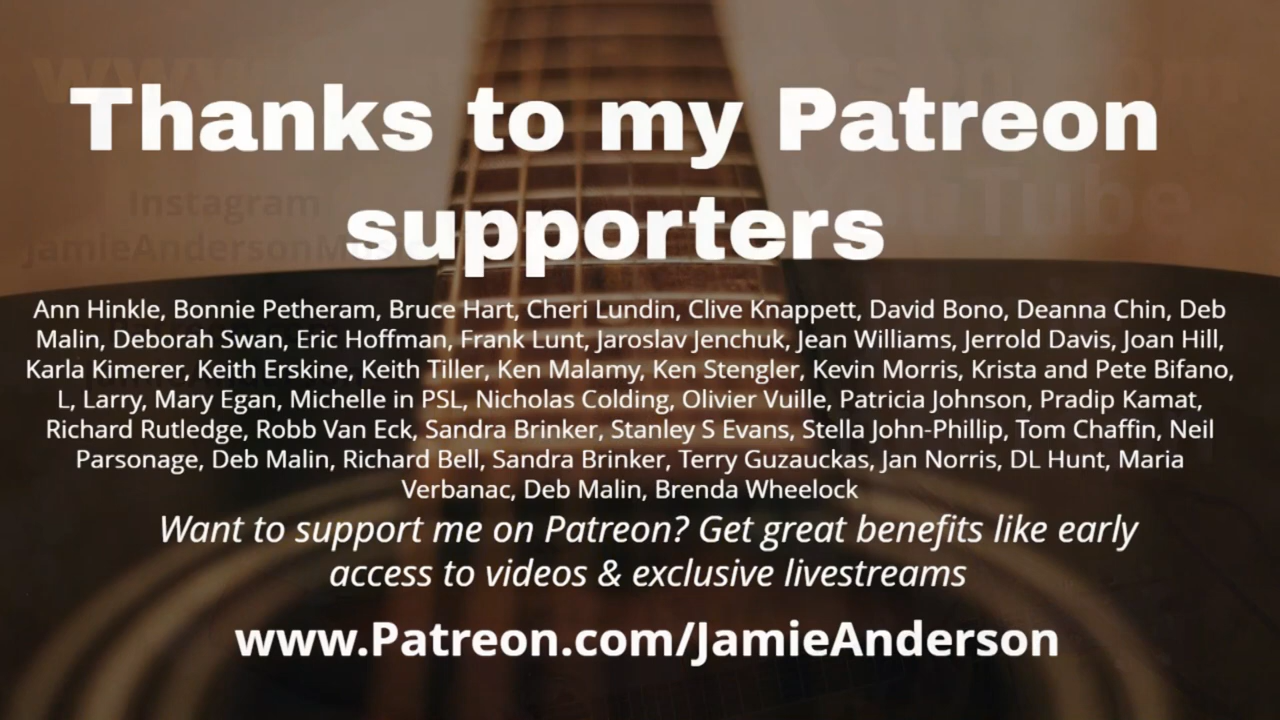 Thanks to my Patreon
supporters
Ann Hinkle, Bonnie Petheram, Bruce Hart, Cheri Lundin, Clive Knappett, David Bono, Deanna Chin, Deb
Malin, Deborah Swan, Eric Hoffman, Frank Lunt, Jaroslav Jenchuk, Jean Williams, Jerrold Davis, Joan Hill,
Karla Kimerer, Keith Erskine, Keith Tiller, Ken Malamy, Ken Stengler, Kevin Morris, Krista and Pete Bifano,
L, Larry, Mary Egan, Michelle in PSL, Nicholas Colding, Olivier Vuille, Patricia Johnson, Pradip Kamat,
Richard Rutledge, Robb Van Eck, Sandra Brinker, Stanley S Evans, Stella John-Phillip, Tom Chaffin, Neil
Parsonage, Deb Malin, Richard Bell, Sandra Brinker, Terry Guzauckas, Jan Norris, DL Hunt, Maria
Verbanac, Deb Malin, Brenda Wheelock
Want to support me on Patreon? Get great benefits like early
access to videos & exclusive livestreams
www.Patreon.com/JamieAnderson
Instagram
YouTube